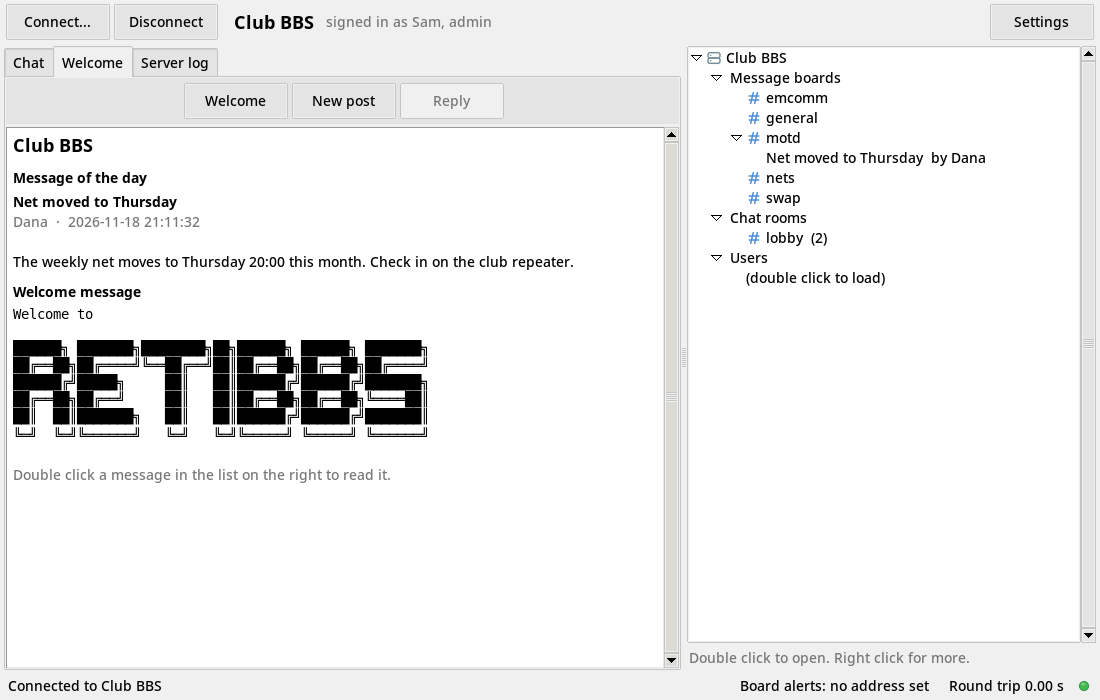 Connect...
Disconnect
Club BBS
signed in as Sam, admin
Settings
Chat
Welcome
Server log
Welcome
New post
Reply
Club BBS
Message of the day
Net moved to Thursday
Dana · 2026-11-18 21:11:32
The weekly net moves to Thursday 20:00 this month. Check in on the club repeater.
Welcome message
Welcome to
RETIBBS
Double click a message in the list on the right to read it.
Club BBS
Message boards
# emcomm
# general
# motd
Net moved to Thursday by Dana
# nets
# swap
Chat rooms
# lobby (2)
Users
(double click to load)
Double click to open. Right click for more.
Connected to Club BBS
Board alerts: no address set
Round trip 0.00 s